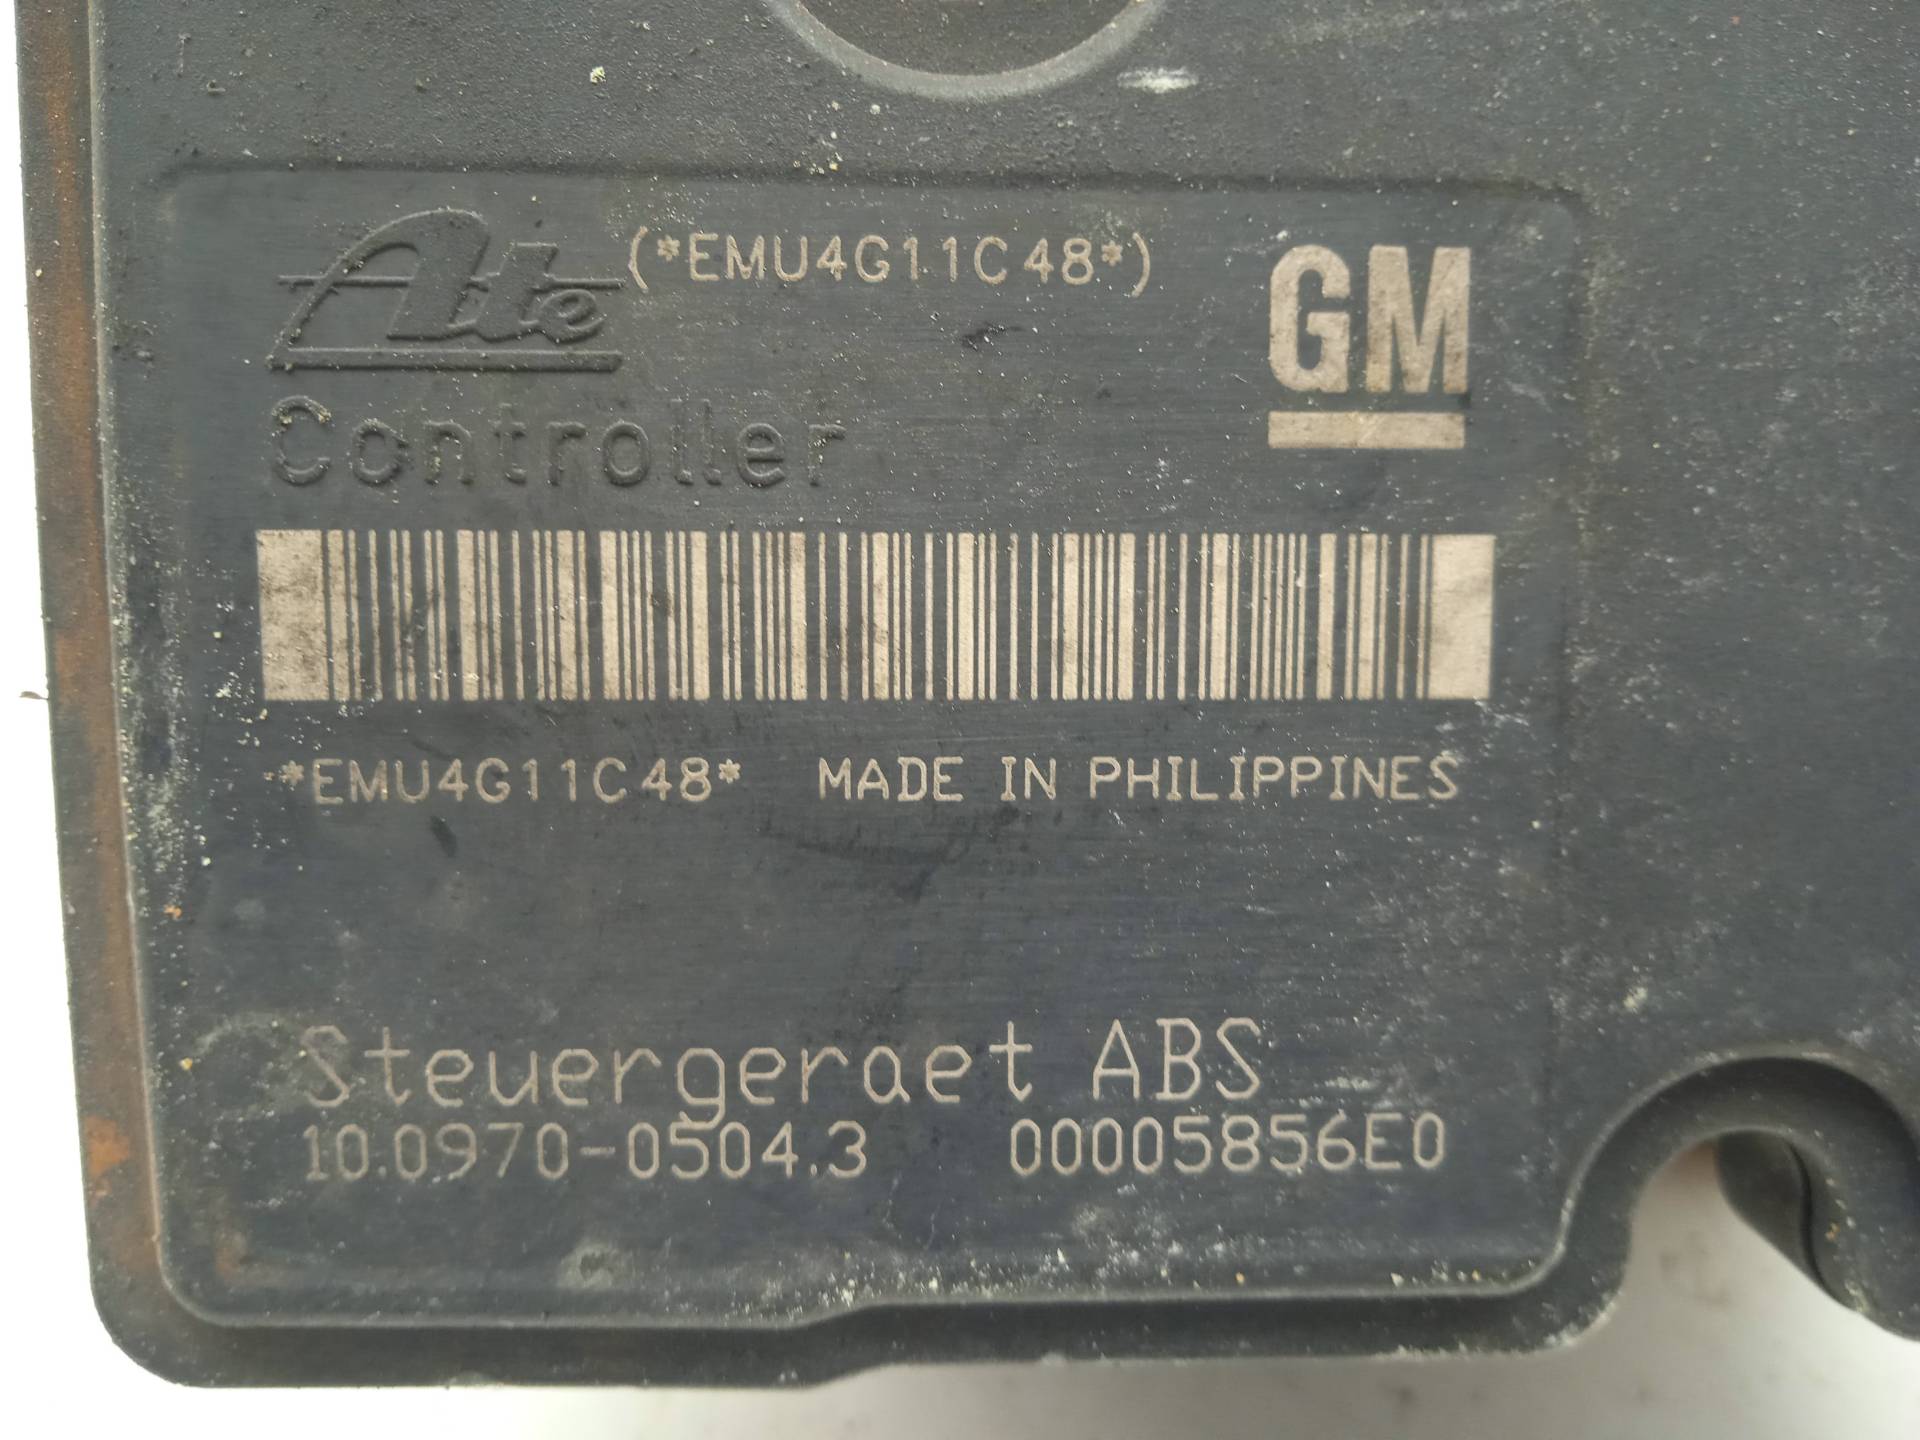 Ate (*EMU4G11C48*) GM
Controller
*EMU4G11C48* MADE IN PHILIPPINES
Steuergeraet ABS
10.0970-0504.3 00005856E0